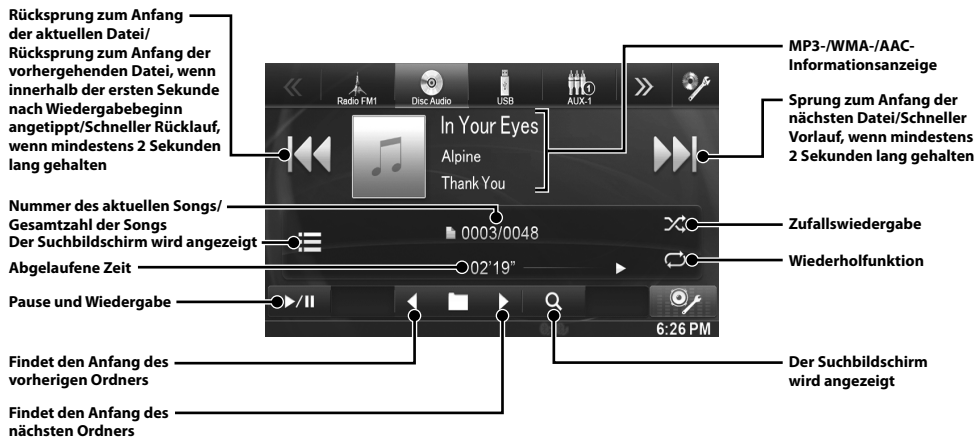 Rücksprung zum Anfang
der aktuellen Datei/
Rücksprung zum Anfang der
vorhergehenden Datei, wenn
innerhalb der ersten Sekunde
nach Wiedergabebeginn
angetippt/Schneller Rücklauf,
wenn mindestens 2 Sekunden
lang gehalten
Nummer des aktuellen Songs/
Gesamtzahl der Songs
Der Suchbildschirm wird angezeigt
Abgelaufene Zeit
Pause und Wiedergabe
Findet den Anfang des
vorherigen Ordners
Findet den Anfang des
nächsten Ordners
Radio FM1
Disc Audio
USB
1
AUX-1
In Your Eyes
Alpine
Thank You
0003/0048
02'19"
6:26 PM
MP3-/WMA-/AAC-
Informationsanzeige
Sprung zum Anfang der
nächsten Datei/Schneller
Vorlauf, wenn mindestens
2 Sekunden lang gehalten
Zufallswiedergabe
Wiederholfunktion
Der Suchbildschirm
wird angezeigt